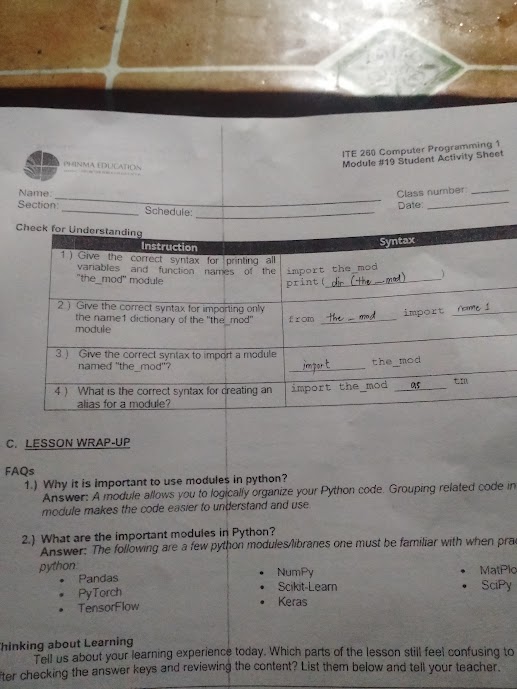 PHINMA EDUCATION
ITE 260 Computer Programming 1
Module #19 Student Activity Sheet
Name:
Class number:
Section:
Schedule:
Date:
Check for Understanding
Instruction
Syntax
1) Give the correct syntax for printing all
variables and function names of the
"the_mod" module
import the_mod
print( dir (the_mod) )
2) Give the correct syntax for importing only
the name1 dictionary of the "the_mod"
module
from the_mod import name1
3) Give the correct syntax to import a module
named "the_mod"?
import the_mod
4) What is the correct syntax for creating an
alias for a module?
import the_mod as tm
C. LESSON WRAP-UP
FAQs
1.) Why it is important to use modules in python?
Answer: A module allows you to logically organize your Python code. Grouping related code in
module makes the code easier to understand and use
2.) What are the important modules in Python?
Answer: The following are a few python modules/libraries one must be familiar with when pra
python:
• Pandas
• PyTorch
• TensorFlow
• NumPy
• Scikit-Learn
• Keras
• MatPlo
• SciPy
hinking about Learning
Tell us about your learning experience today. Which parts of the lesson still feel confusing to
fter checking the answer keys and reviewing the content? List them below and tell your teacher.